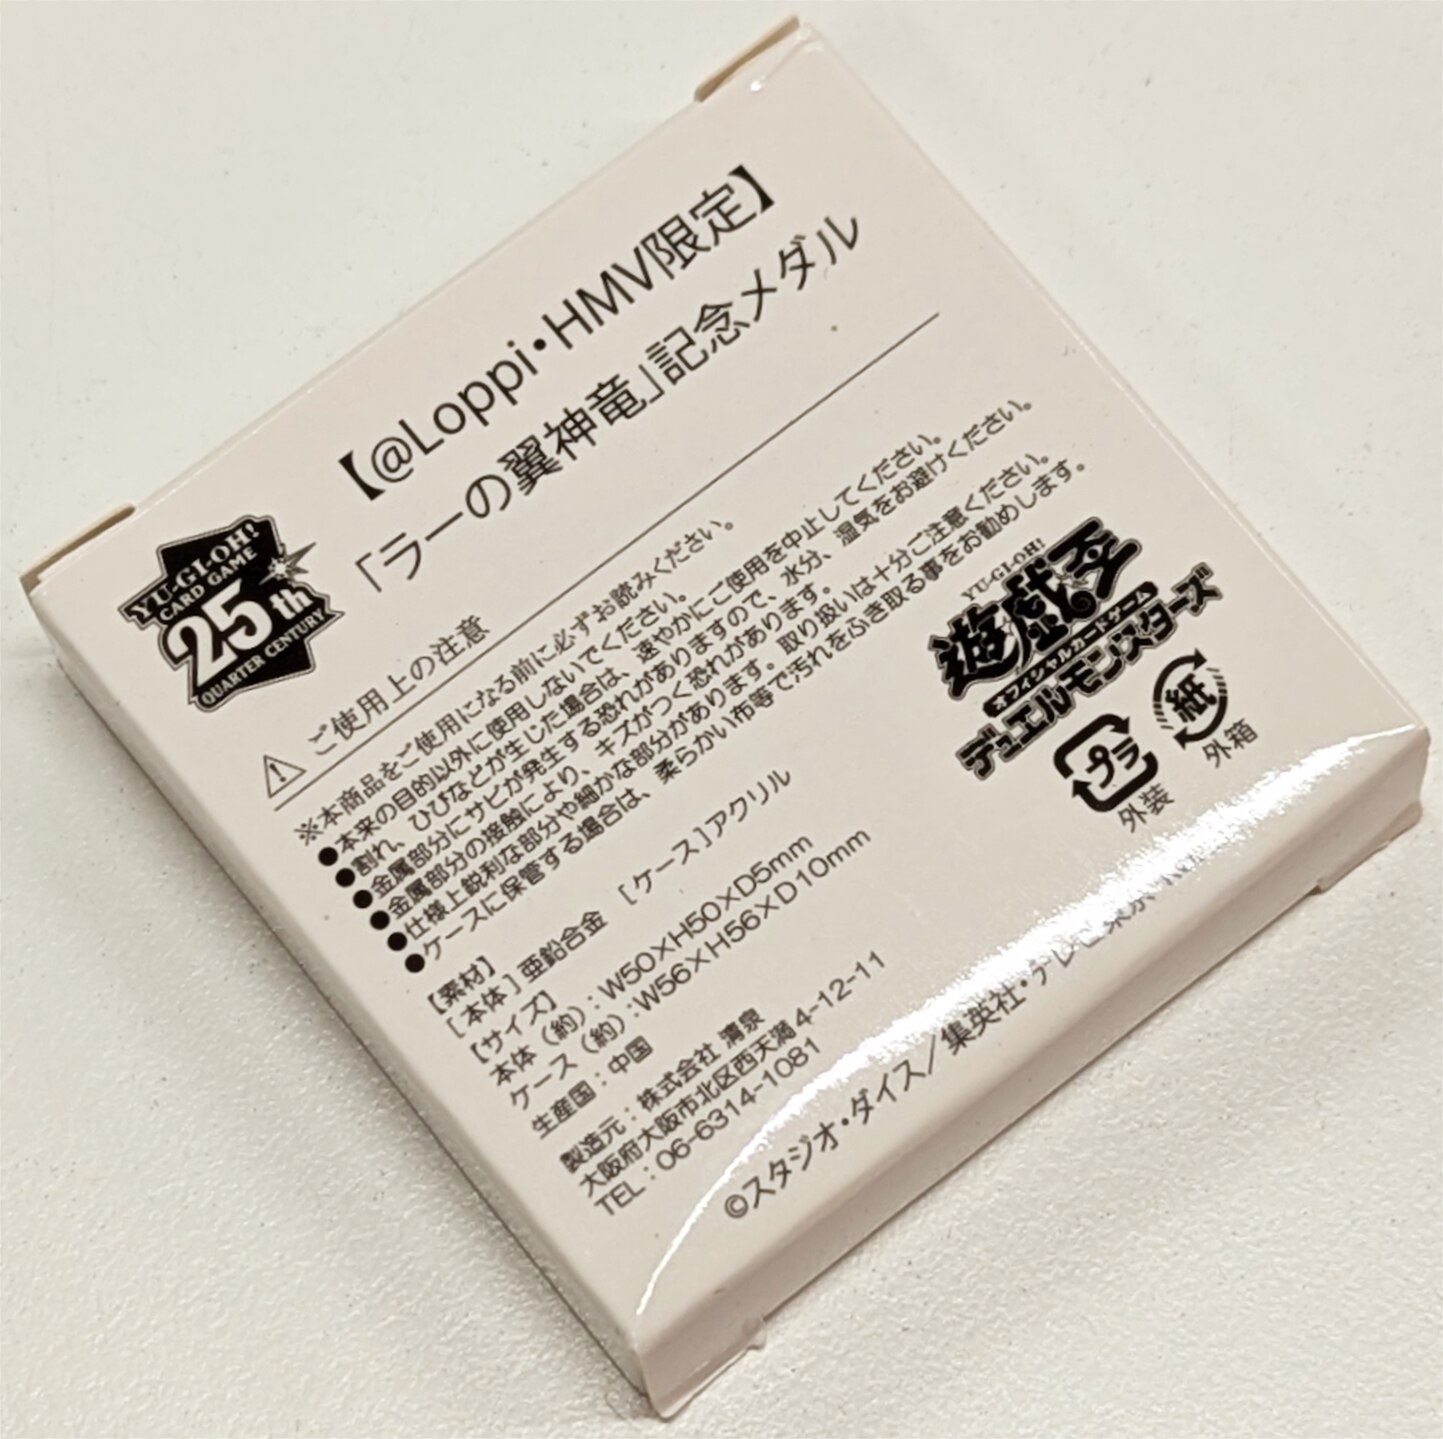 【@Loppi・HMV限定】
「ラーの翼神竜」記念メダル
YU-GI-OH!
CARD GAME
25th
QUARTER CENTURY
ご使用上の注意
※本商品をご使用になる前に必ずお読みください。
●本来の目的以外に使用しないでください。
●割れ、ひびなどが生じた場合は、速やかにご使用を中止してください。
●金属部分にサビが発生する恐れがありますので、水分、湿気をお避けください。
●金属部分の接触により、キズがつく恐れがあります。
●仕様上鋭利な部分や細かな部分があります。取り扱いは十分ご注意ください。
●ケースに保管する場合は、柔らかい布等で汚れをふき取る事をお勧めします。
【素材】
［本体］亜鉛合金 ［ケース］アクリル
【サイズ】
本体（約）：W50×H50×D5mm
ケース（約）：W56×H56×D10mm
生産国：中国
製造元：株式会社 清泉
大阪府大阪市北区西天満4-12-11
TEL：06-6314-1081
YU-GI-OH!
遊戯王
オフィシャルカードゲーム
デュエルモンスターズ
プラ
外装
紙
外箱
©スタジオ・ダイス／集英社・テレビ東京・